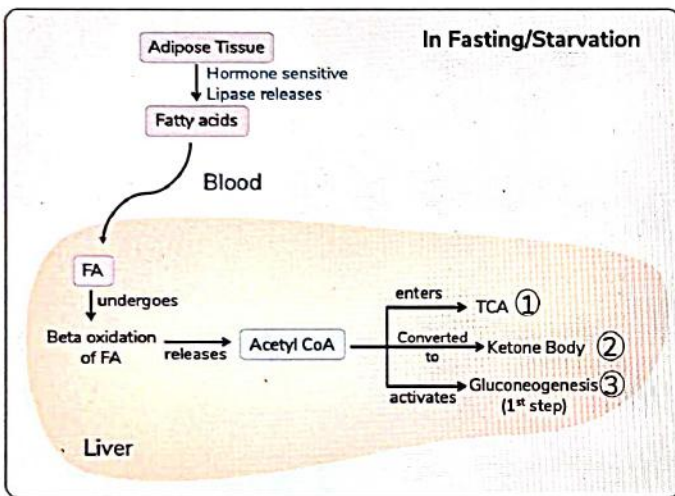 In Fasting/Starvation
Adipose Tissue
Hormone sensitive
Lipase releases
Fatty acids
Blood
FA
undergoes
Beta oxidation
of FA
releases
Acetyl CoA
enters
TCA ①
Converted
to
Ketone Body ②
activates
Gluconeogenesis ③
(1st step)
Liver